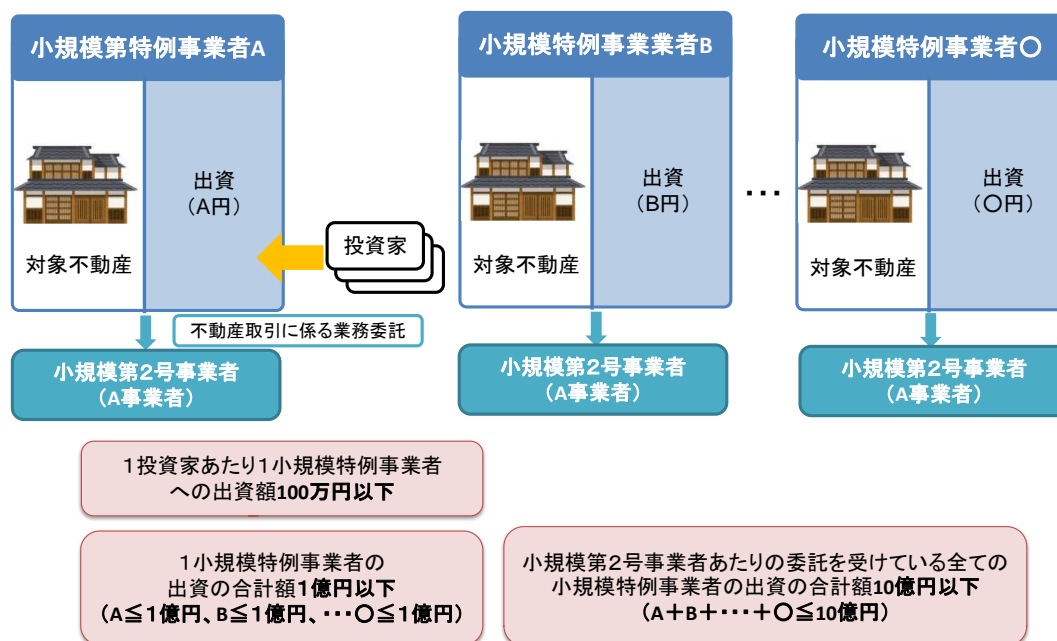 小規模第特例事業者A
対象不動産
出資
(A円)
投資家
不動産取引に係る業務委託
小規模第2号事業者
(A事業者)
小規模特例事業業者B
対象不動産
出資
(B円)
小規模第2号事業者
(A事業者)
・・・
小規模特例事業者〇
対象不動産
出資
(〇円)
小規模第2号事業者
(A事業者)
1投資家あたり1小規模特例事業者
への出資額100万円以下
1小規模特例事業者の
出資の合計額1億円以下
(A≦1億円、B≦1億円、・・・〇≦1億円)
小規模第2号事業者あたりの委託を受けている全ての
小規模特例事業者の出資の合計額10億円以下
(A+B+・・・+〇≦10億円)